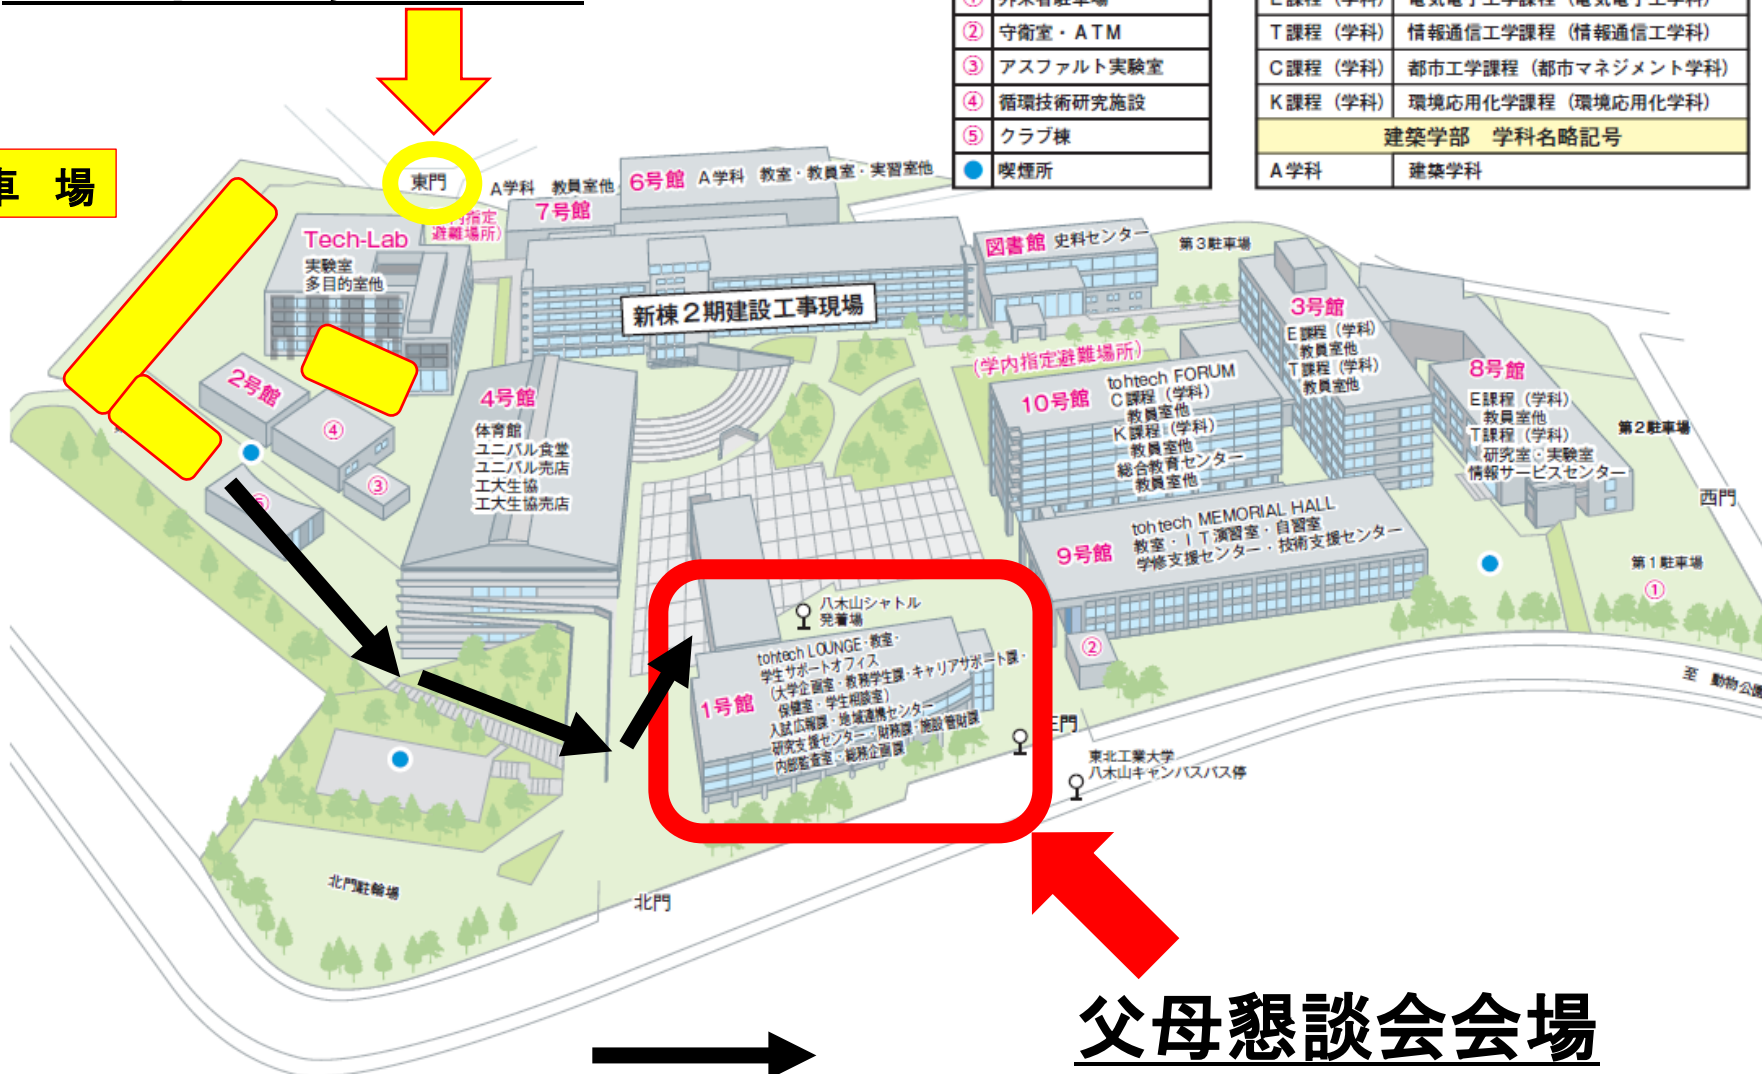 ② 守衛室・ATM
③ アスファルト実験室
④ 循環技術研究施設
⑤ クラブ棟
喫煙所
T課程（学科） 情報通信工学課程（情報通信工学科）
C課程（学科） 都市工学課程（都市マネジメント学科）
K課程（学科） 環境応用化学課程（環境応用化学科）
建築学部　学科名略記号
A学科 建築学科
車　場
東門
A学科　教員室他
7号館
6号館 A学科　教室・教員室・実習室他
指定
避難場所）
Tech-Lab
実験室
多目的室他
新棟２期建設工事現場
図書館 史料センター
第３駐車場
3号館
E課程（学科）
教員室他
T課程（学科）
教員室他
（学内指定避難場所）
10号館
tohtech FORUM
C課程（学科）
教員室他
K課程（学科）
教員室他
総合教育センター
教員室他
8号館
E課程（学科）
教員室他
T課程（学科）
研究室・実験室
情報サービスセンター
第２駐車場
西門
第１駐車場
①
2号館
④
③
4号館
体育館
ユニバル食堂
ユニバル売店
工大生協
工大生協売店
9号館
tohtech MEMORIAL HALL
教室・ＩＴ演習室・自習室
学修支援センター・技術支援センター
②
八木山シャトル
発着場
1号館
tohtech LOUNGE・教室・
学生サポートオフィス
（大学企画室・教務学生課・キャリアサポート課・
保健室・学生相談室）
入試広報課・地域連携センター
研究支援センター・財務課・施設管財課
内部監査室・総務企画課
至　動物公園
正門
東北工業大学
八木山キャンパスバス停
北門駐輪場
北門
父母懇談会会場